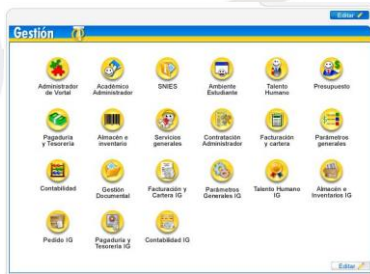 Editar
Gestión
Administrador de Vortal
Académico Administrador
SNIES
Ambiente Estudiante
Talento Humano
Presupuesto
Pagaduría y Tesorería
Almacén e inventario
Servicios generales
Contratación Administrador
Facturación y cartera
Parámetros generales
Contabilidad
Gestión Documental
Facturación y Cartera IG
Parámetros Generales IG
Talento Humano IG
Almacén e Inventarios IG
Pedido IG
Pagaduría y Tesorería IG
Contabilidad IG
Editar